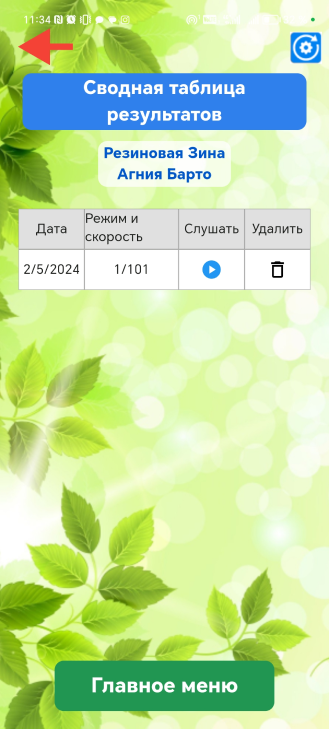 11:34
Сводная таблица
результатов
Резиновая Зина
Агния Барто
Дата
Режим и
скорость
Слушать
Удалить
2/5/2024
1/101
Главное меню